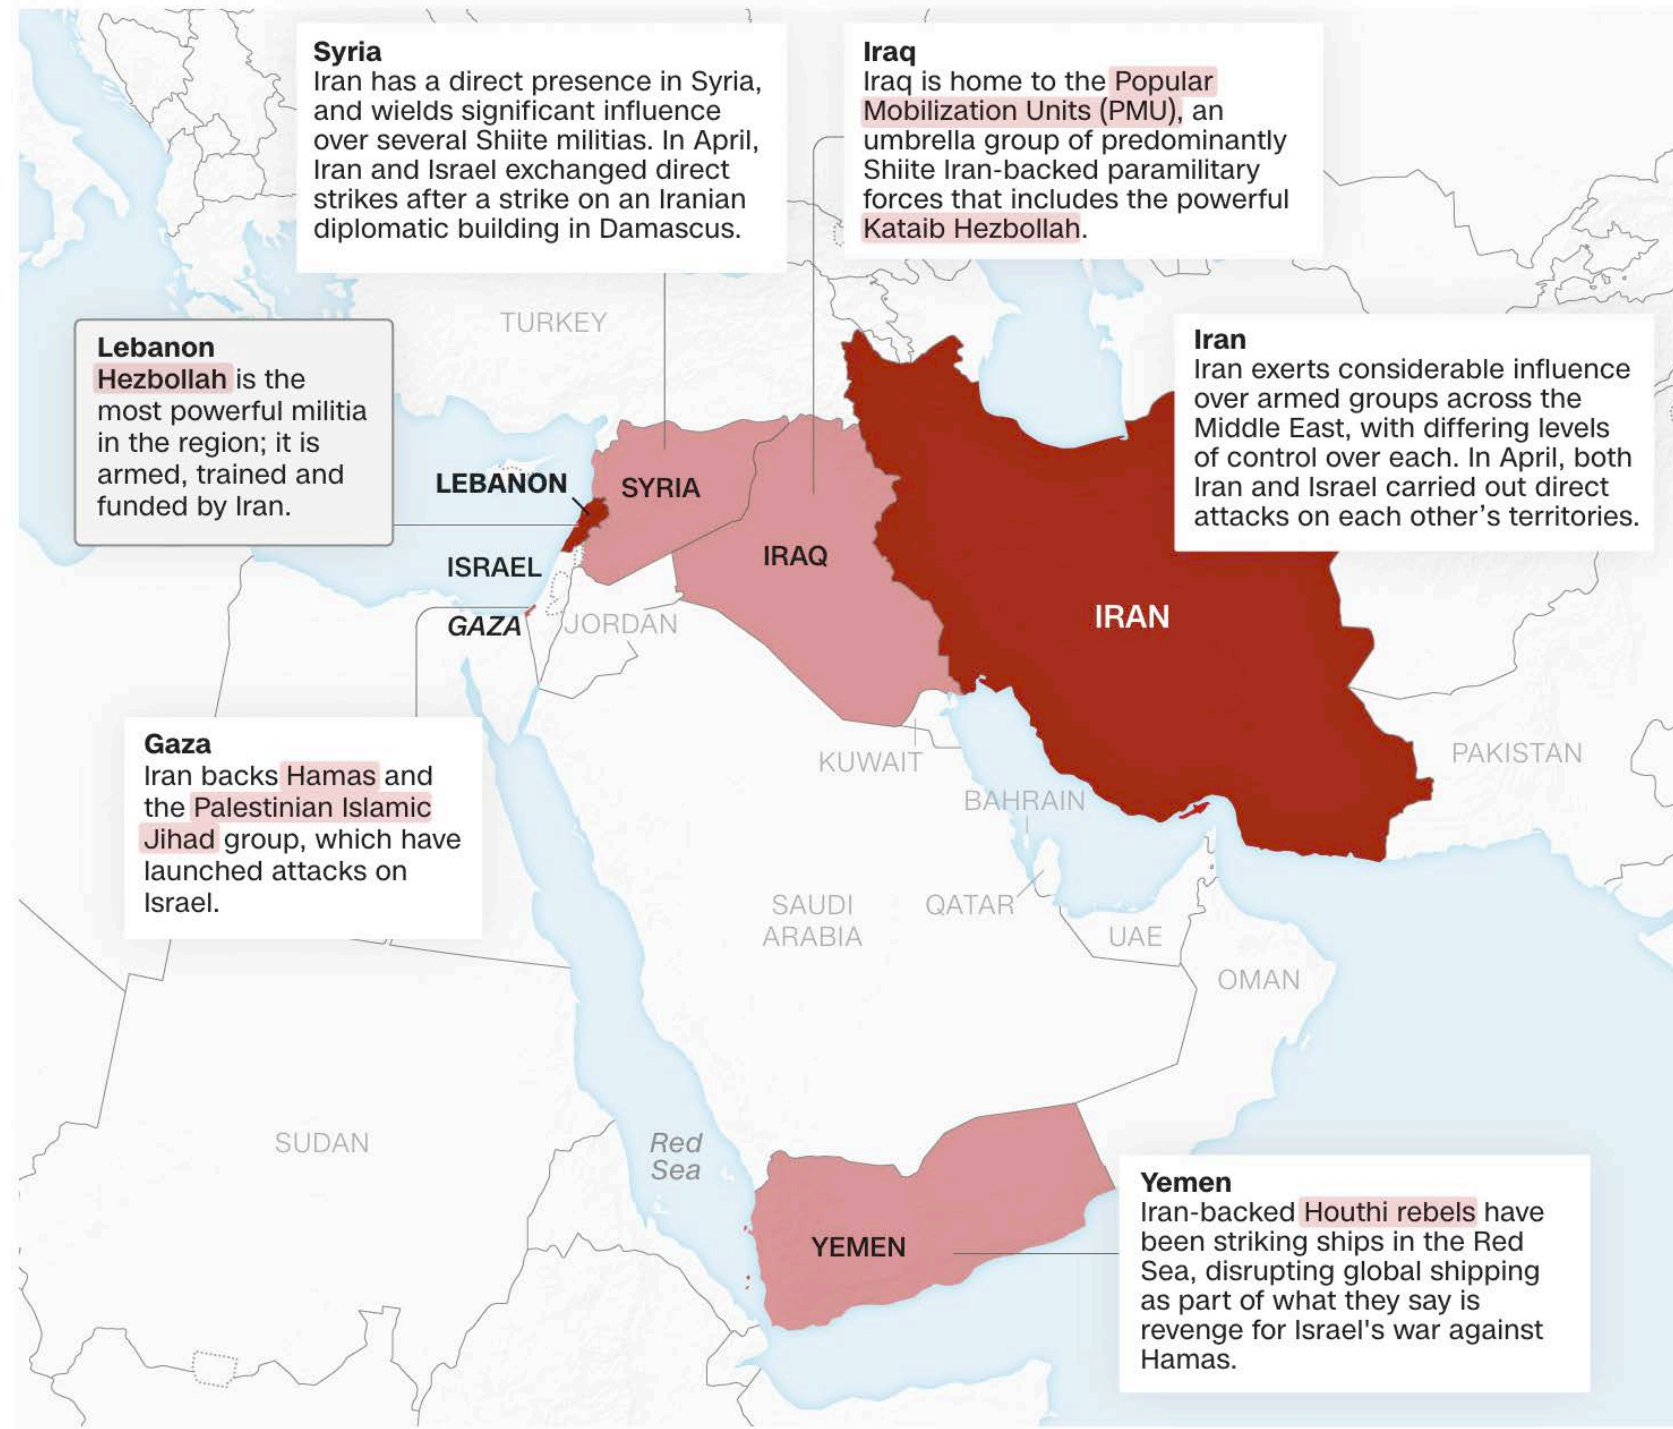 Syria
Iran has a direct presence in Syria,
and wields significant influence
over several Shiite militias. In April,
Iran and Israel exchanged direct
strikes after a strike on an Iranian
diplomatic building in Damascus.
Iraq
Iraq is home to the Popular
Mobilization Units (PMU), an
umbrella group of predominantly
Shiite Iran-backed paramilitary
forces that includes the powerful
Kataib Hezbollah.
TURKEY
Lebanon
Hezbollah is the
most powerful militia
in the region; it is
armed, trained and
funded by Iran.
Iran
Iran exerts considerable influence
over armed groups across the
Middle East, with differing levels
of control over each. In April, both
Iran and Israel carried out direct
attacks on each other’s territories.
LEBANON
SYRIA
IRAQ
ISRAEL
GAZA
JORDAN
IRAN
Gaza
Iran backs Hamas and
the Palestinian Islamic
Jihad group, which have
launched attacks on
Israel.
KUWAIT
PAKISTAN
BAHRAIN
SAUDI
ARABIA
QATAR
UAE
OMAN
SUDAN
Red
Sea
YEMEN
Yemen
Iran-backed Houthi rebels have
been striking ships in the Red
Sea, disrupting global shipping
as part of what they say is
revenge for Israel's war against
Hamas.